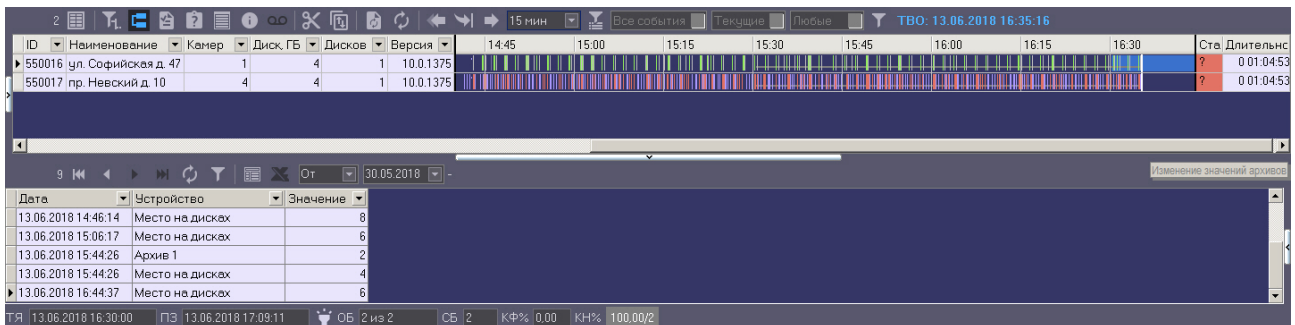 2 15 мин Все события Текущие Любые ТВО: 13.06.2018 16:35:16
ID Наименование Камер Диск, ГБ Дисков Версия 14:45 15:00 15:15 15:30 15:45 16:00 16:15 16:30 Ста Длительнс
550016 ул. Софийская д. 47 1 4 1 10.0.1375 ? 0 01:04:53
550017 пр. Невский д. 10 4 4 1 10.0.1375 ? 0 01:04:53
9 От 30.05.2018 - Изменение значений архивов
Дата Устройство Значение
13.06.2018 14:46:14 Место на дисках 8
13.06.2018 15:06:17 Место на дисках 6
13.06.2018 15:44:26 Архив 1 2
13.06.2018 15:44:26 Место на дисках 4
13.06.2018 16:44:37 Место на дисках 6
ТЯ 13.06.2018 16:30:00 ПЗ 13.06.2018 17:09:11 ОБ 2 из 2 СБ 2 КФ% 0,00 КН% 100,00/2